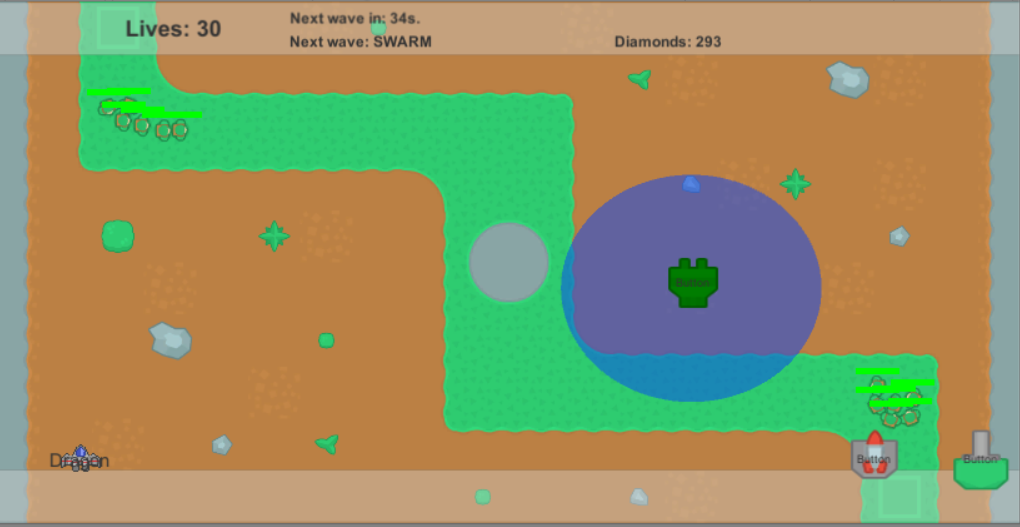 Lives: 30
Next wave in: 34s.
Next wave: SWARM
Diamonds: 293
Button
Dragon
Button
Button